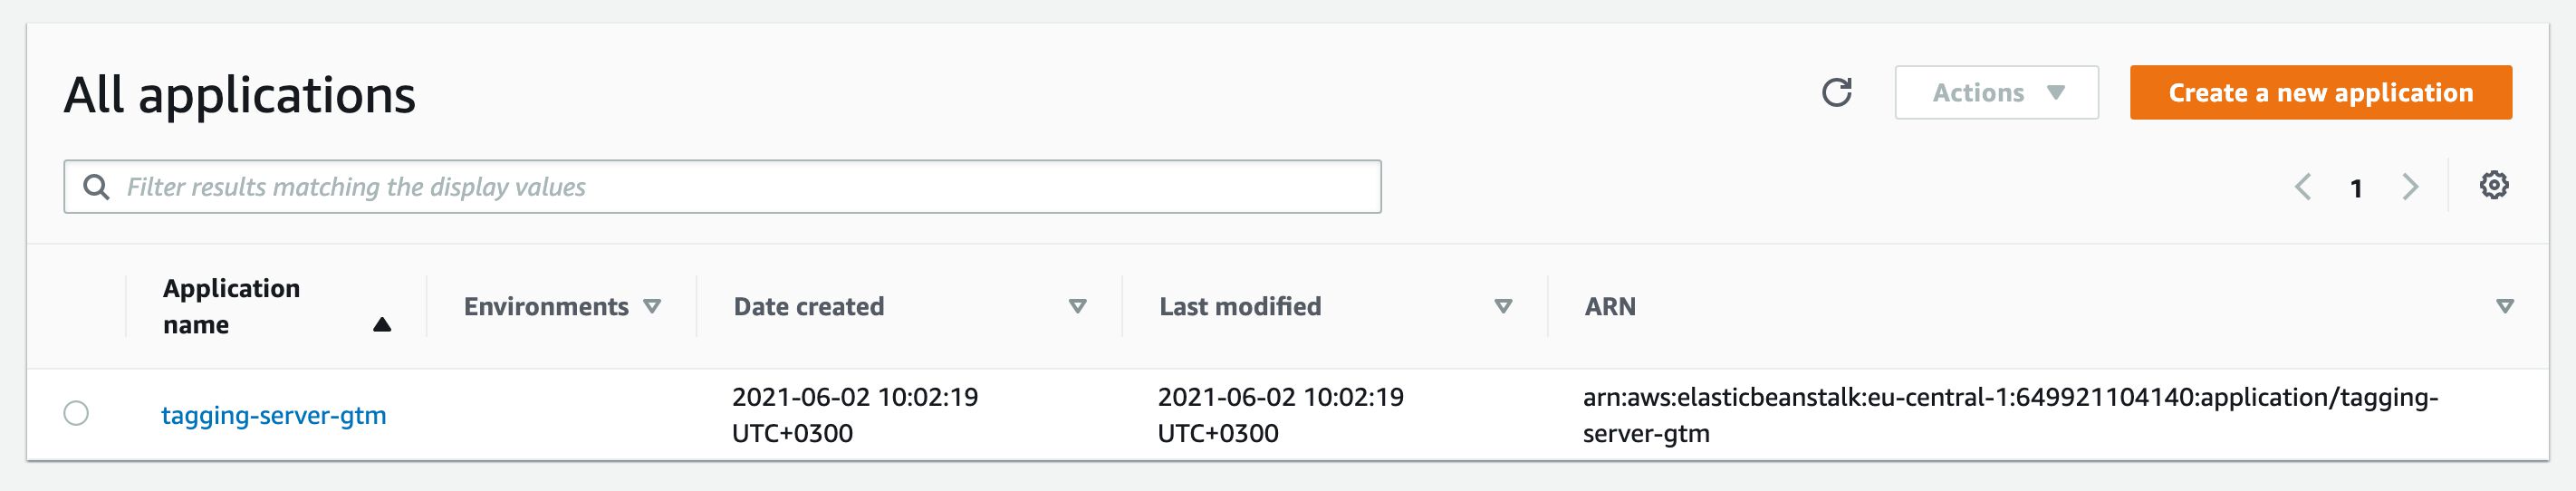 All applications
Actions
Create a new application
Filter results matching the display values
1
Application
name
Environments
Date created
Last modified
ARN
tagging-server-gtm
2021-06-02 10:02:19
UTC+0300
2021-06-02 10:02:19
UTC+0300
arn:aws:elasticbeanstalk:eu-central-1:649921104140:application/tagging-
server-gtm